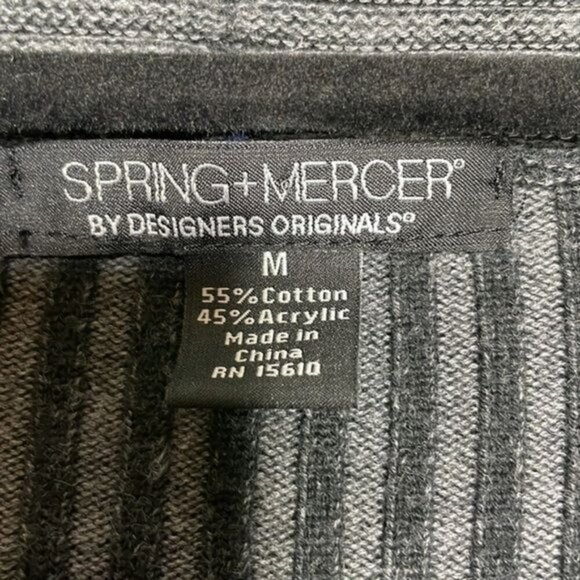 SPRING+MERCER®
BY DESIGNERS ORIGINALS®
M
55% Cotton
45% Acrylic
Made in
China
RN 15610